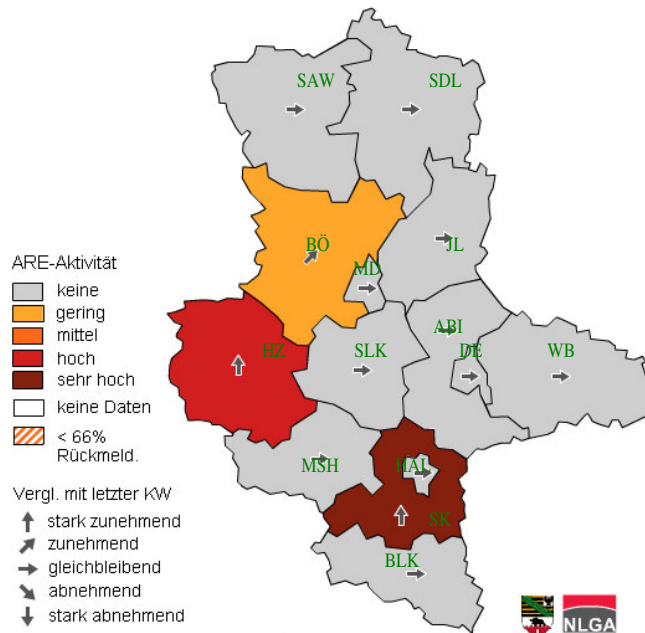 SAW
SDL
BÖ
JL
MD
ARE-Aktivität
keine
gering
mittel
hoch
sehr hoch
keine Daten
< 66%
Rückmeld.
HZ
SLK
ABI
DE
WB
MSH
HAL
SK
BLK
Vergl. mit letzter KW
stark zunehmend
zunehmend
gleichbleibend
abnehmend
stark abnehmend
NLGA